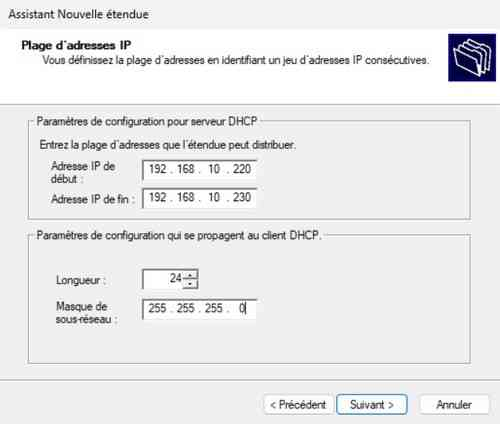 Assistant Nouvelle étendue
Plage d'adresses IP
Vous définissez la plage d'adresses en identifiant un jeu d'adresses IP consécutives.
Paramètres de configuration pour serveur DHCP
Entrez la plage d'adresses que l'étendue peut distribuer.
Adresse IP de début : 192 . 168 . 10 . 220
Adresse IP de fin : 192 . 168 . 10 . 230
Paramètres de configuration qui se propagent au client DHCP.
Longueur : 24
Masque de sous-réseau : 255 . 255 . 255 . 0
< Précédent Suivant > Annuler